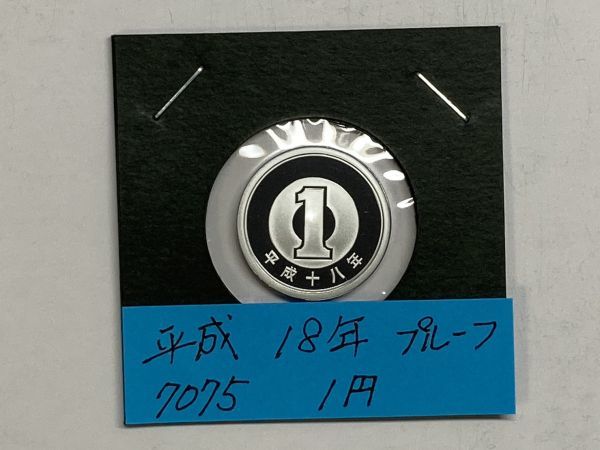 1
平成十八年
平成 18年 プルーフ
7075 1円